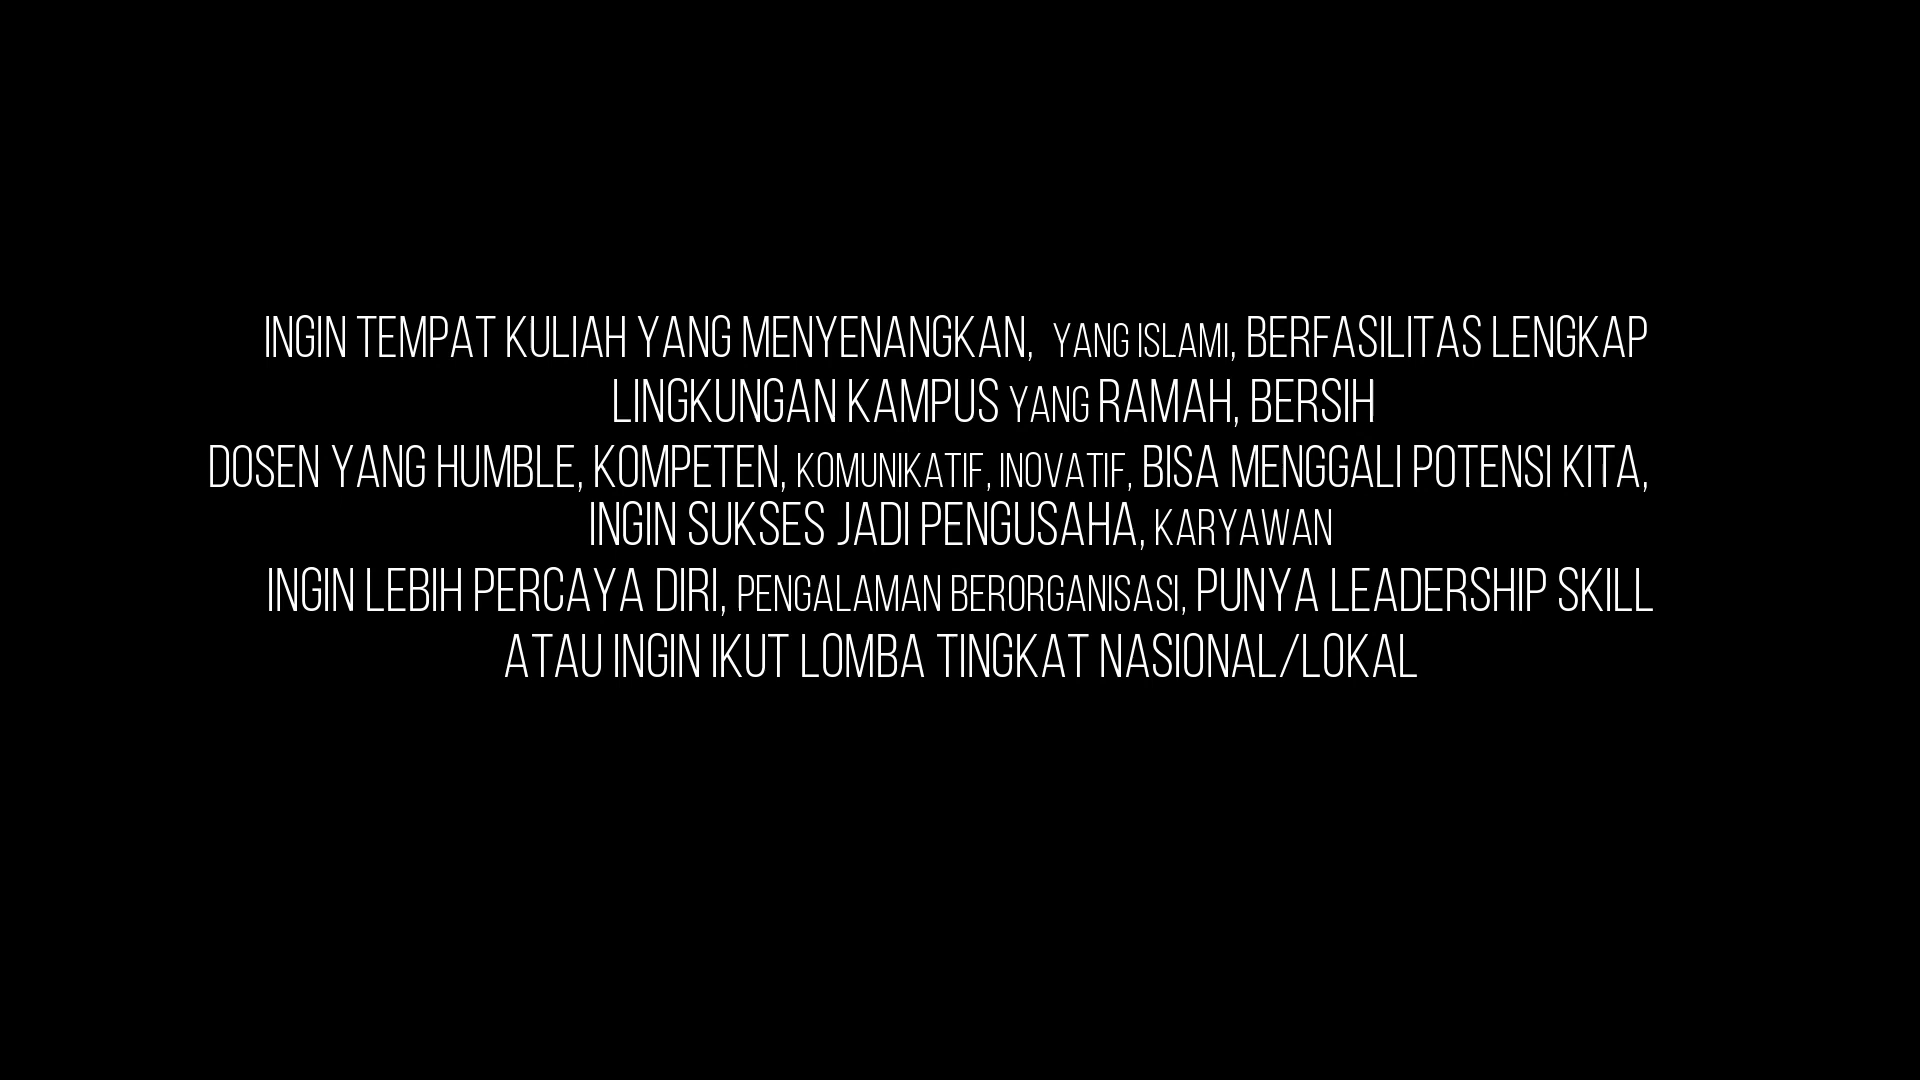 INGIN TEMPAT KULIAH YANG MENYENANGKAN, YANG ISLAMI, BERFASILITAS LENGKAP
LINGKUNGAN KAMPUS YANG RAMAH, BERSIH
DOSEN YANG HUMBLE, KOMPETEN, KOMUNIKATIF, INOVATIF, BISA MENGGALI POTENSI KITA,
INGIN SUKSES JADI PENGUSAHA, KARYAWAN
INGIN LEBIH PERCAYA DIRI, PENGALAMAN BERORGANISASI, PUNYA LEADERSHIP SKILL
ATAU INGIN IKUT LOMBA TINGKAT NASIONAL/LOKAL